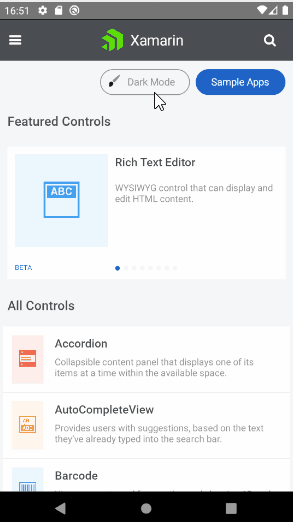 16:51
Xamarin
Dark Mode
Sample Apps
Featured Controls
ABC
Rich Text Editor
WYSIWYG control that can display and
edit HTML content.
BETA
All Controls
Accordion
Collapsible content panel that displays one of its
items at a time within the available space.
AutoCompleteView
Provides users with suggestions, based on the text
they've already typed into the search bar.
Barcode